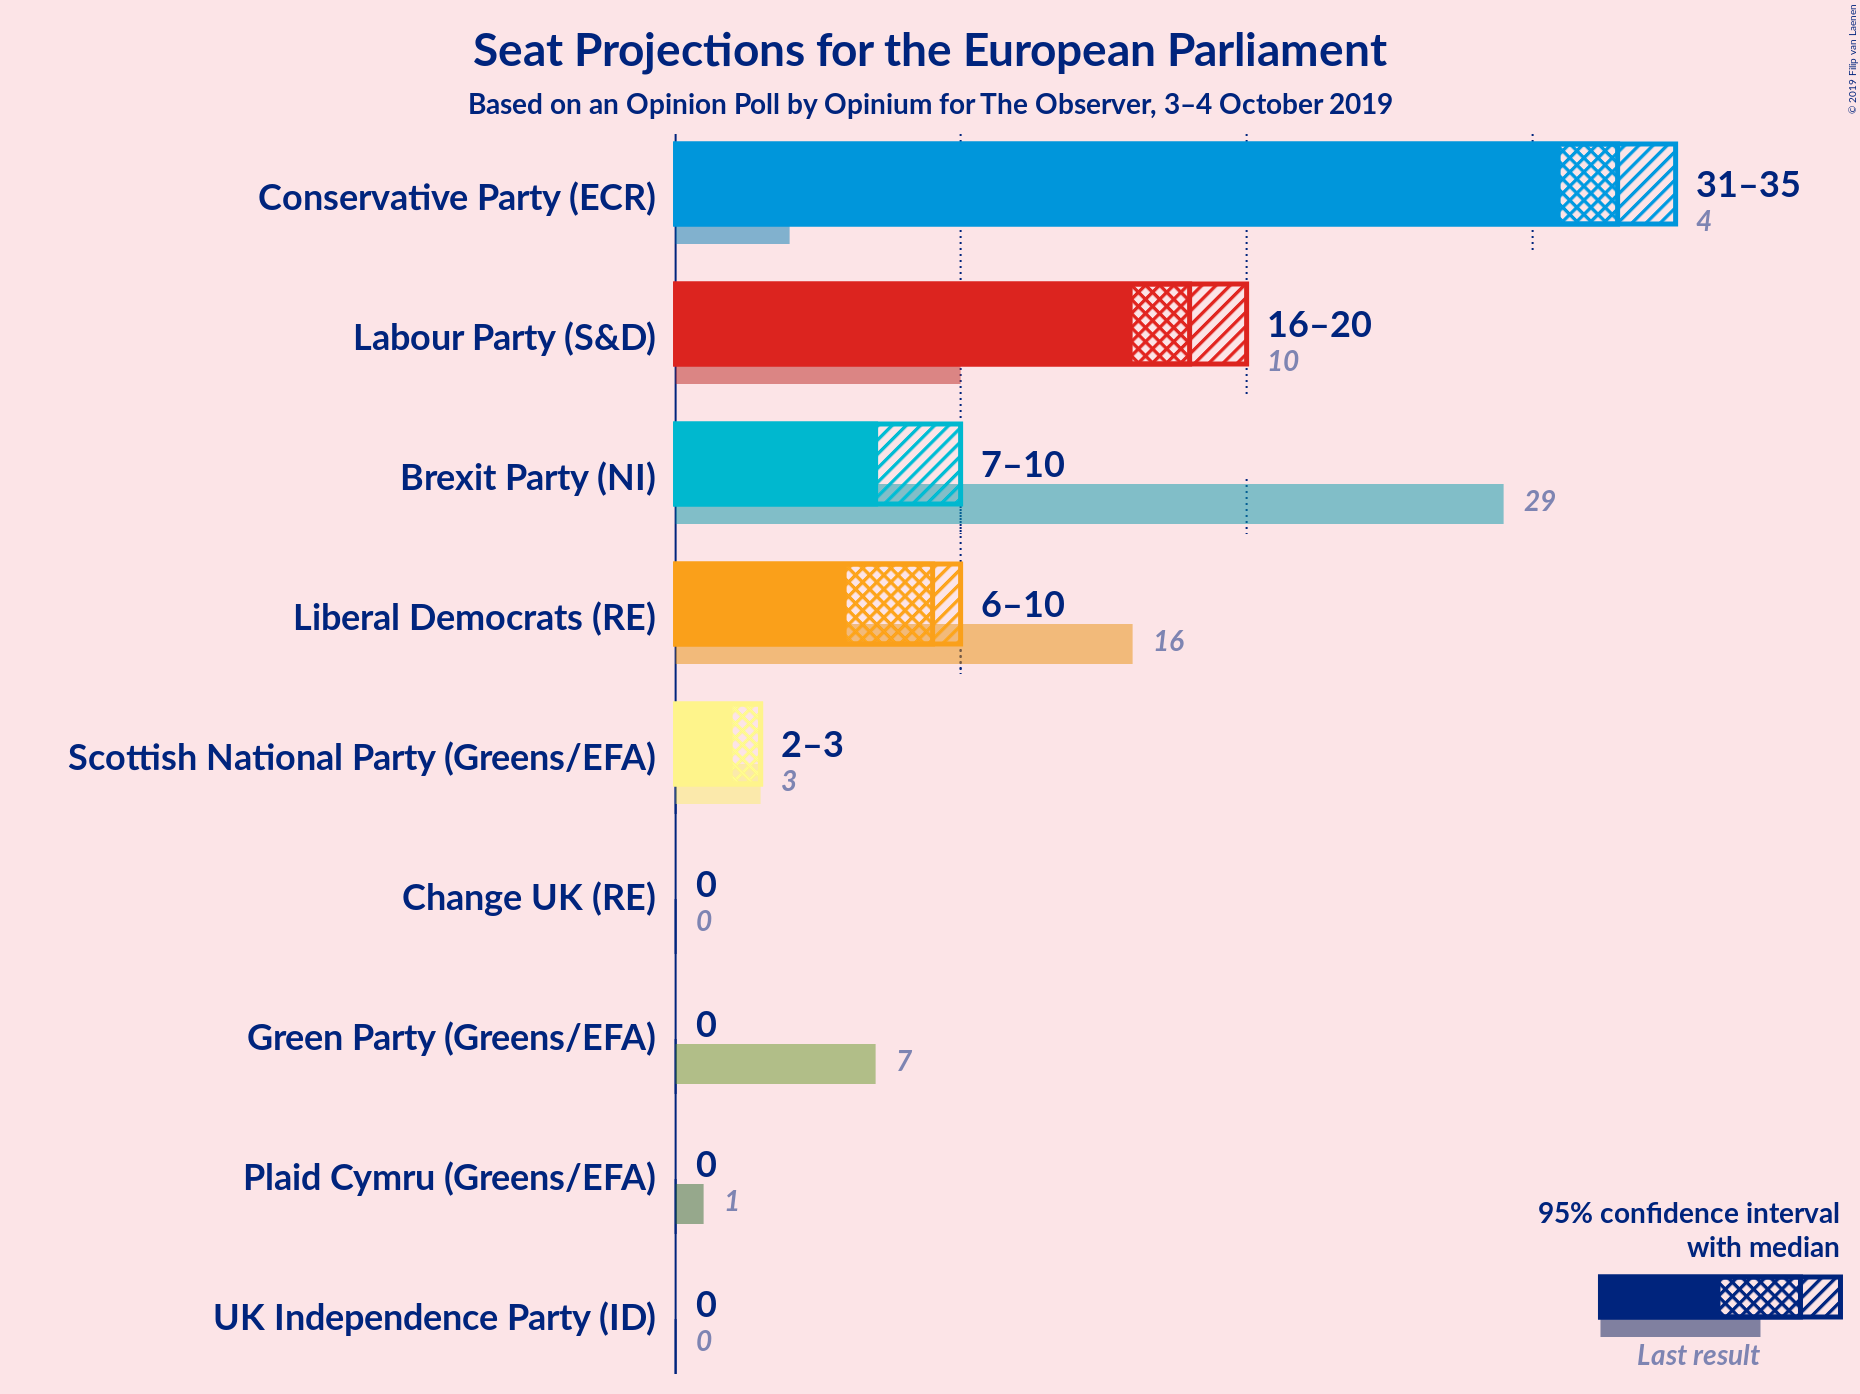 Seat Projections for the European Parliament
Based on an Opinion Poll by Opinium for The Observer, 3–4 October 2019
© 2019 Filip van Laenen
Conservative Party (ECR)
31–35
4
Labour Party (S&D)
16–20
10
Brexit Party (NI)
7–10
29
Liberal Democrats (RE)
6–10
16
Scottish National Party (Greens/EFA)
2–3
3
Change UK (RE)
0
0
Green Party (Greens/EFA)
0
7
Plaid Cymru (Greens/EFA)
0
1
UK Independence Party (ID)
0
0
95% confidence interval
with median
Last result